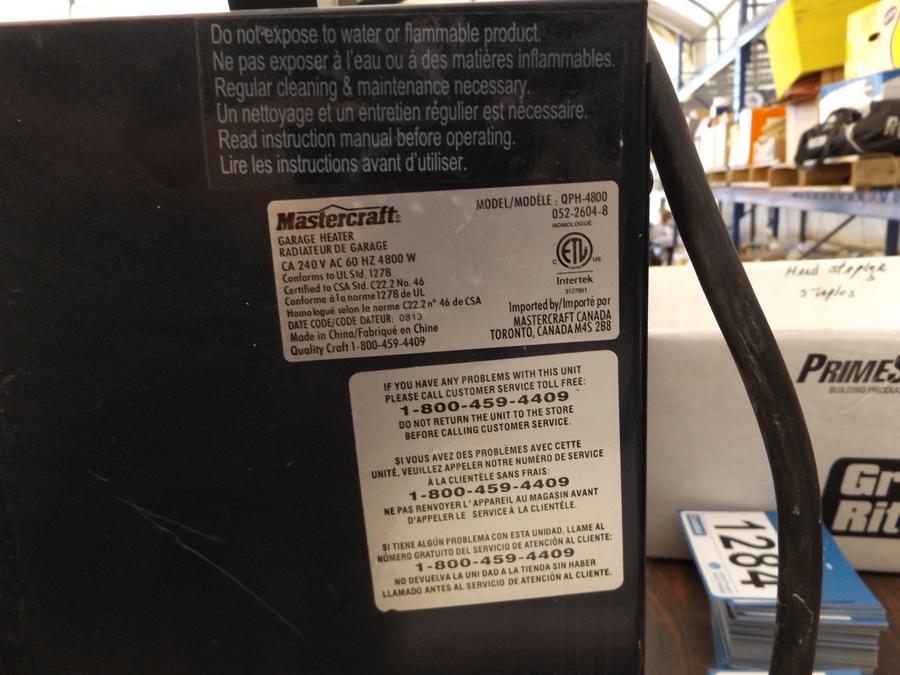 Do not expose to water or flammable product.
Ne pas exposer à l'eau ou à des matières inflammables.
Regular cleaning & maintenance necessary.
Un nettoyage et un entretien régulier est nécessaire.
Read instruction manual before operating.
Lire les instructions avant d'utiliser.
Mastercraft®
MODEL/MODÈLE : QPH-4800
052-2604-8
HOMOLOGUÉ
GARAGE HEATER
RADIATEUR DE GARAGE
CA 240 V AC 60 HZ 4800 W
Conforms to UL Std. 1278
Certified to CSA Std. C22.2 No. 46
Conforme à la norme 1278 de UL
Homologué selon la norme C22.2 n° 46 de CSA
DATE CODE/CODE DATEUR: 0813
Made in China/Fabriqué en Chine
Quality Craft 1-800-459-4409
C ETL US
Intertek
3127951
Imported by/Importé par
MASTERCRAFT CANADA
TORONTO, CANADA M4S 2B8
IF YOU HAVE ANY PROBLEMS WITH THIS UNIT
PLEASE CALL CUSTOMER SERVICE TOLL FREE:
1-800-459-4409
DO NOT RETURN THE UNIT TO THE STORE
BEFORE CALLING CUSTOMER SERVICE.
SI VOUS AVEZ DES PROBLÈMES AVEC CETTE
UNITÉ, VEUILLEZ APPELER NOTRE NUMÉRO DE SERVICE
À LA CLIENTÈLE SANS FRAIS:
1-800-459-4409
NE PAS RENVOYER L'APPAREIL AU MAGASIN AVANT
D'APPELER LE SERVICE À LA CLIENTÈLE.
SI TIENE ALGÚN PROBLEMA CON ESTA UNIDAD, LLAME AL
NÚMERO GRATUITO DEL SERVICIO DE ATENCIÓN AL CLIENTE:
1-800-459-4409
NO DEVUELVA LA UNI DAD A LA TIENDA SIN HABER
LLAMADO ANTES AL SERVICIO DE ATENCIÓN AL CLIENTE.
staples
PRIMES
BUILDING PRODUC
Gr
Rit
1284